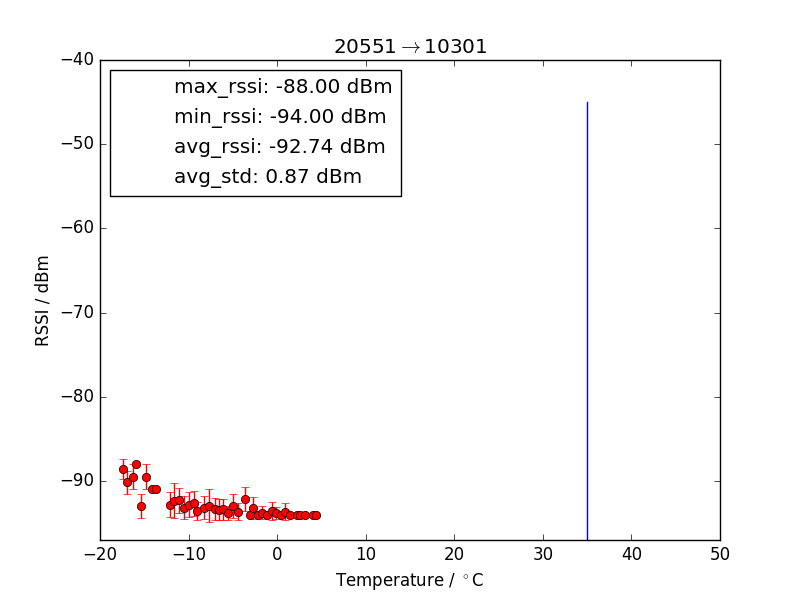 20551→10301
max_rssi: -88.00 dBm
min_rssi: -94.00 dBm
avg_rssi: -92.74 dBm
avg_std: 0.87 dBm
−40
−50
−60
−70
−80
−90
RSSI / dBm
−20 −10 0 10 20 30 40 50
Temperature / °C